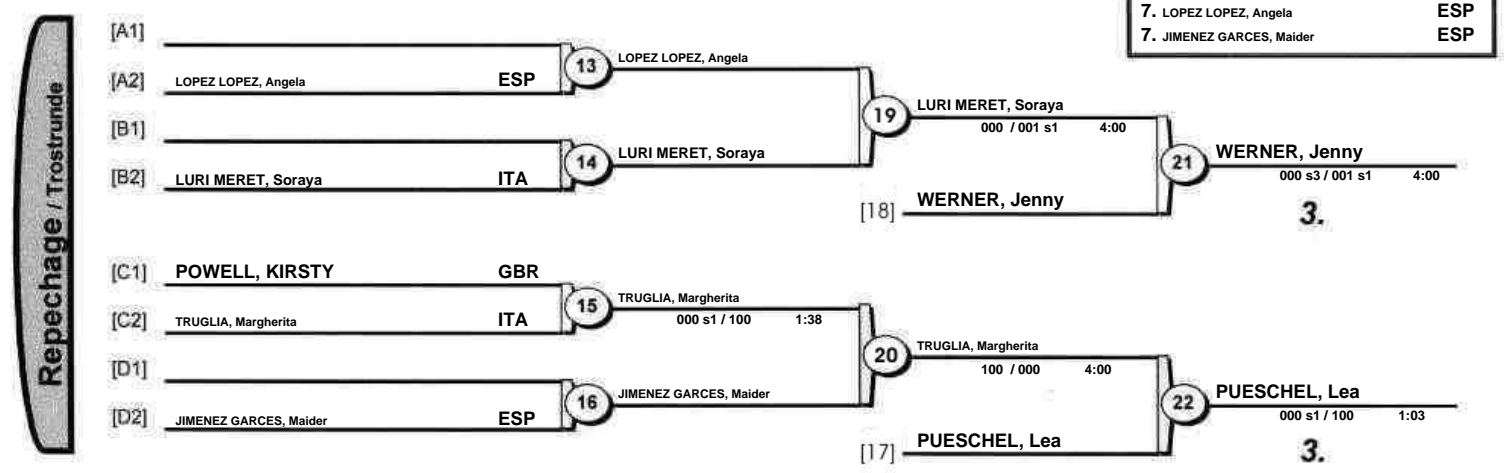 7. LOPEZ LOPEZ, Angela ESP
7. JIMENEZ GARCES, Maider ESP
Repechage / Trostrunde
[A1]
[A2] LOPEZ LOPEZ, Angela ESP
13
LOPEZ LOPEZ, Angela
[B1]
[B2] LURI MERET, Soraya ITA
14
LURI MERET, Soraya
19
LURI MERET, Soraya
000 / 001 s1 4:00
[18] WERNER, Jenny
21
WERNER, Jenny
000 s3 / 001 s1 4:00
3.
[C1] POWELL, KIRSTY GBR
[C2] TRUGLIA, Margherita ITA
15
TRUGLIA, Margherita
000 s1 / 100 1:38
[D1]
[D2] JIMENEZ GARCES, Maider ESP
16
JIMENEZ GARCES, Maider
20
TRUGLIA, Margherita
100 / 000 4:00
[17] PUESCHEL, Lea
22
PUESCHEL, Lea
000 s1 / 100 1:03
3.